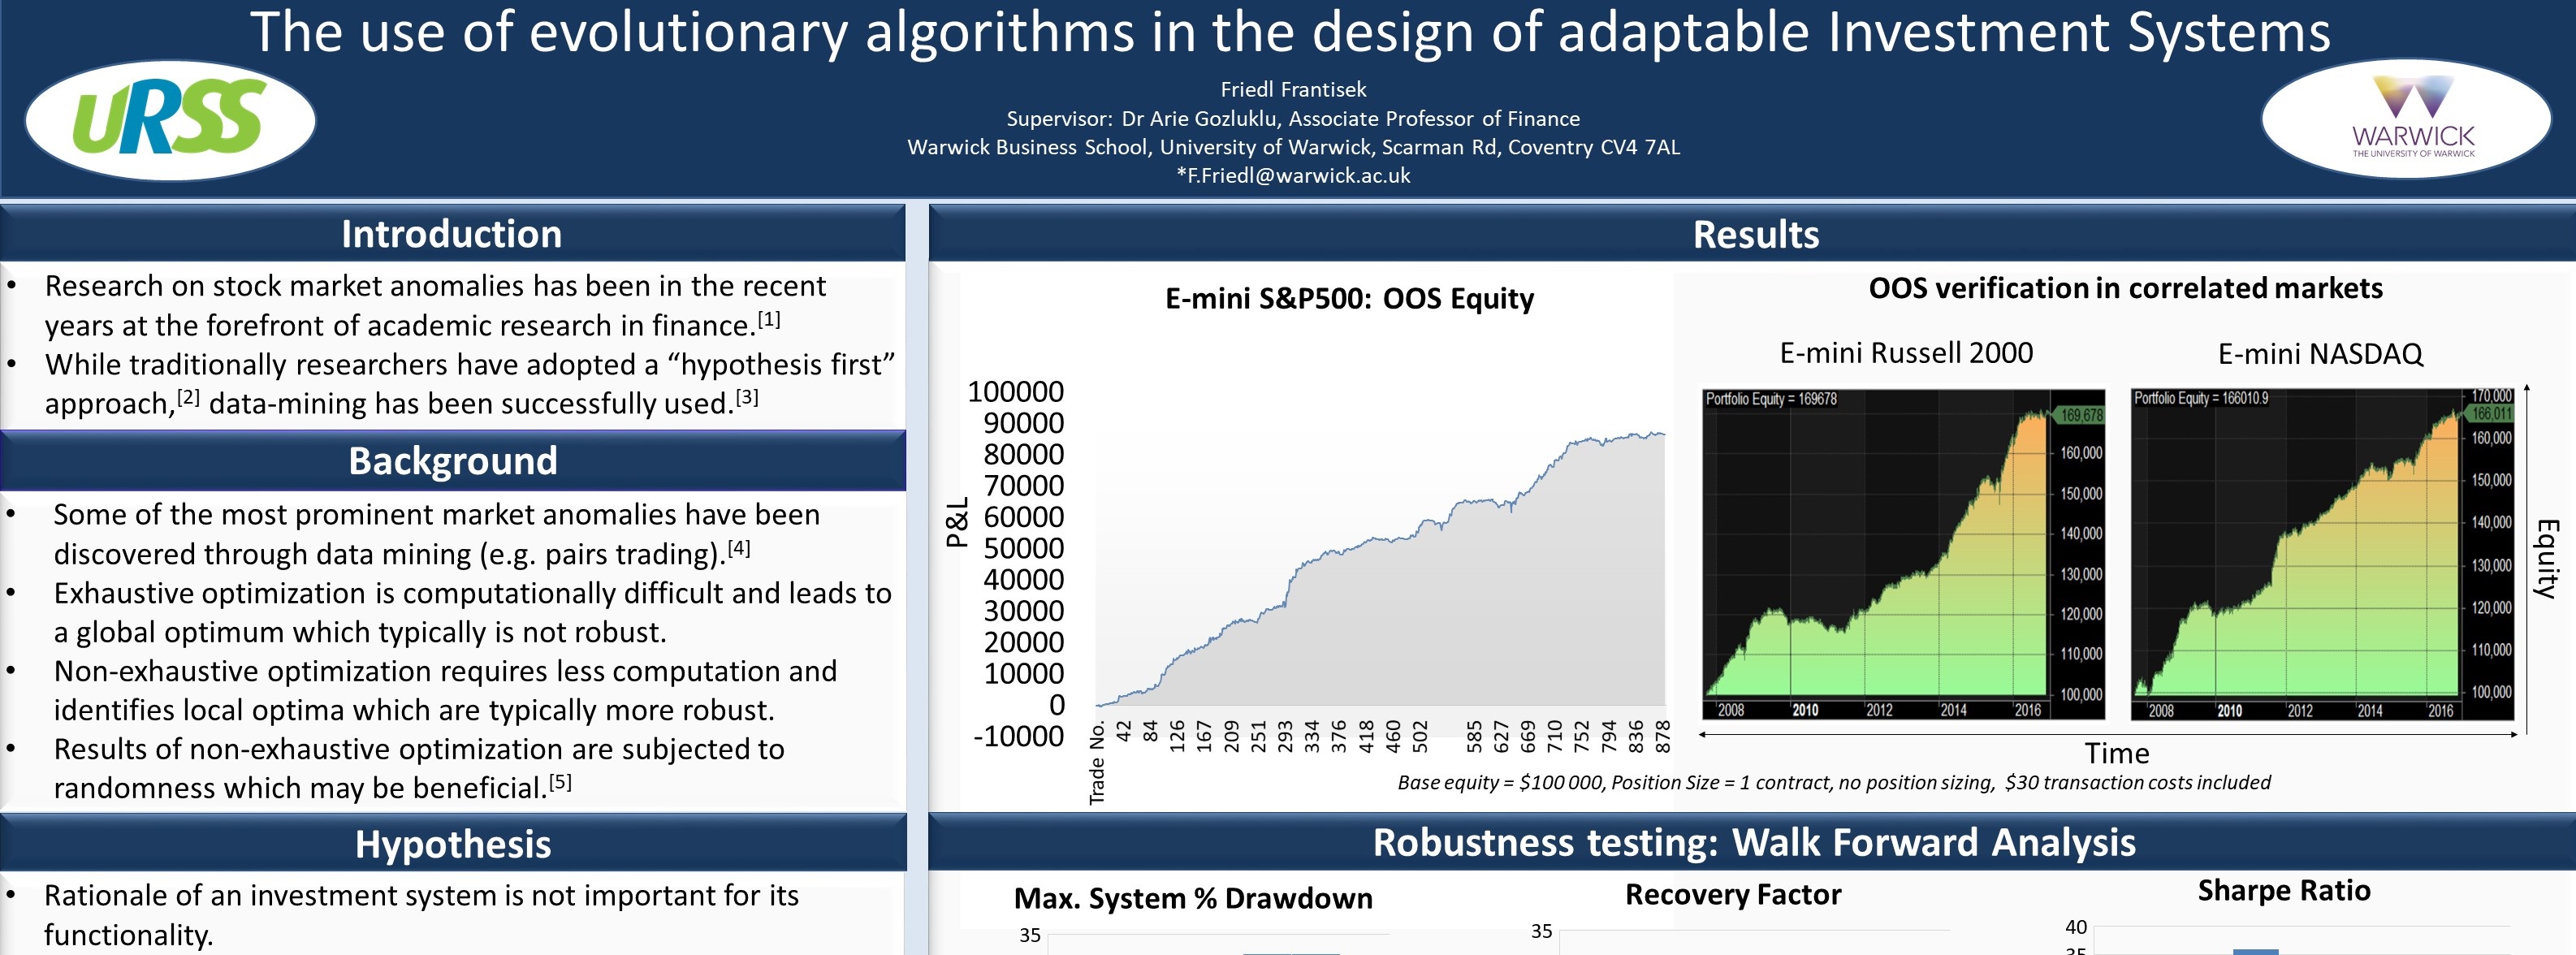 The use of evolutionary algorithms in the design of adaptable Investment Systems
URSS
Friedl Frantisek
Supervisor: Dr Arie Gozluklu, Associate Professor of Finance
Warwick Business School, University of Warwick, Scarman Rd, Coventry CV4 7AL
*F.Friedl@warwick.ac.uk
WARWICK
THE UNIVERSITY OF WARWICK
Introduction
• Research on stock market anomalies has been in the recent
years at the forefront of academic research in finance.[1]
• While traditionally researchers have adopted a “hypothesis first”
approach,[2] data-mining has been successfully used.[3]
Background
• Some of the most prominent market anomalies have been
discovered through data mining (e.g. pairs trading).[4]
• Exhaustive optimization is computationally difficult and leads to
a global optimum which typically is not robust.
• Non-exhaustive optimization requires less computation and
identifies local optima which are typically more robust.
• Results of non-exhaustive optimization are subjected to
randomness which may be beneficial.[5]
Hypothesis
• Rationale of an investment system is not important for its
functionality.
Results
E-mini S&P500: OOS Equity
P&L
100000
90000
80000
70000
60000
50000
40000
30000
20000
10000
0
-10000
Trade No. 42 84 126 167 209 251 293 334 376 418 460 502 585 627 669 710 752 794 836 878
OOS verification in correlated markets
E-mini Russell 2000
Portfolio Equity = 169678
169,678
160,000
150,000
140,000
130,000
120,000
110,000
100,000
2008 2010 2012 2014 2016
E-mini NASDAQ
Portfolio Equity = 166010.9
170,000
166,011
160,000
150,000
140,000
130,000
120,000
110,000
100,000
2008 2010 2012 2014 2016
Equity
Time
Base equity = $100 000, Position Size = 1 contract, no position sizing, $30 transaction costs included
Robustness testing: Walk Forward Analysis
Max. System % Drawdown
35
Recovery Factor
35
Sharpe Ratio
40
35